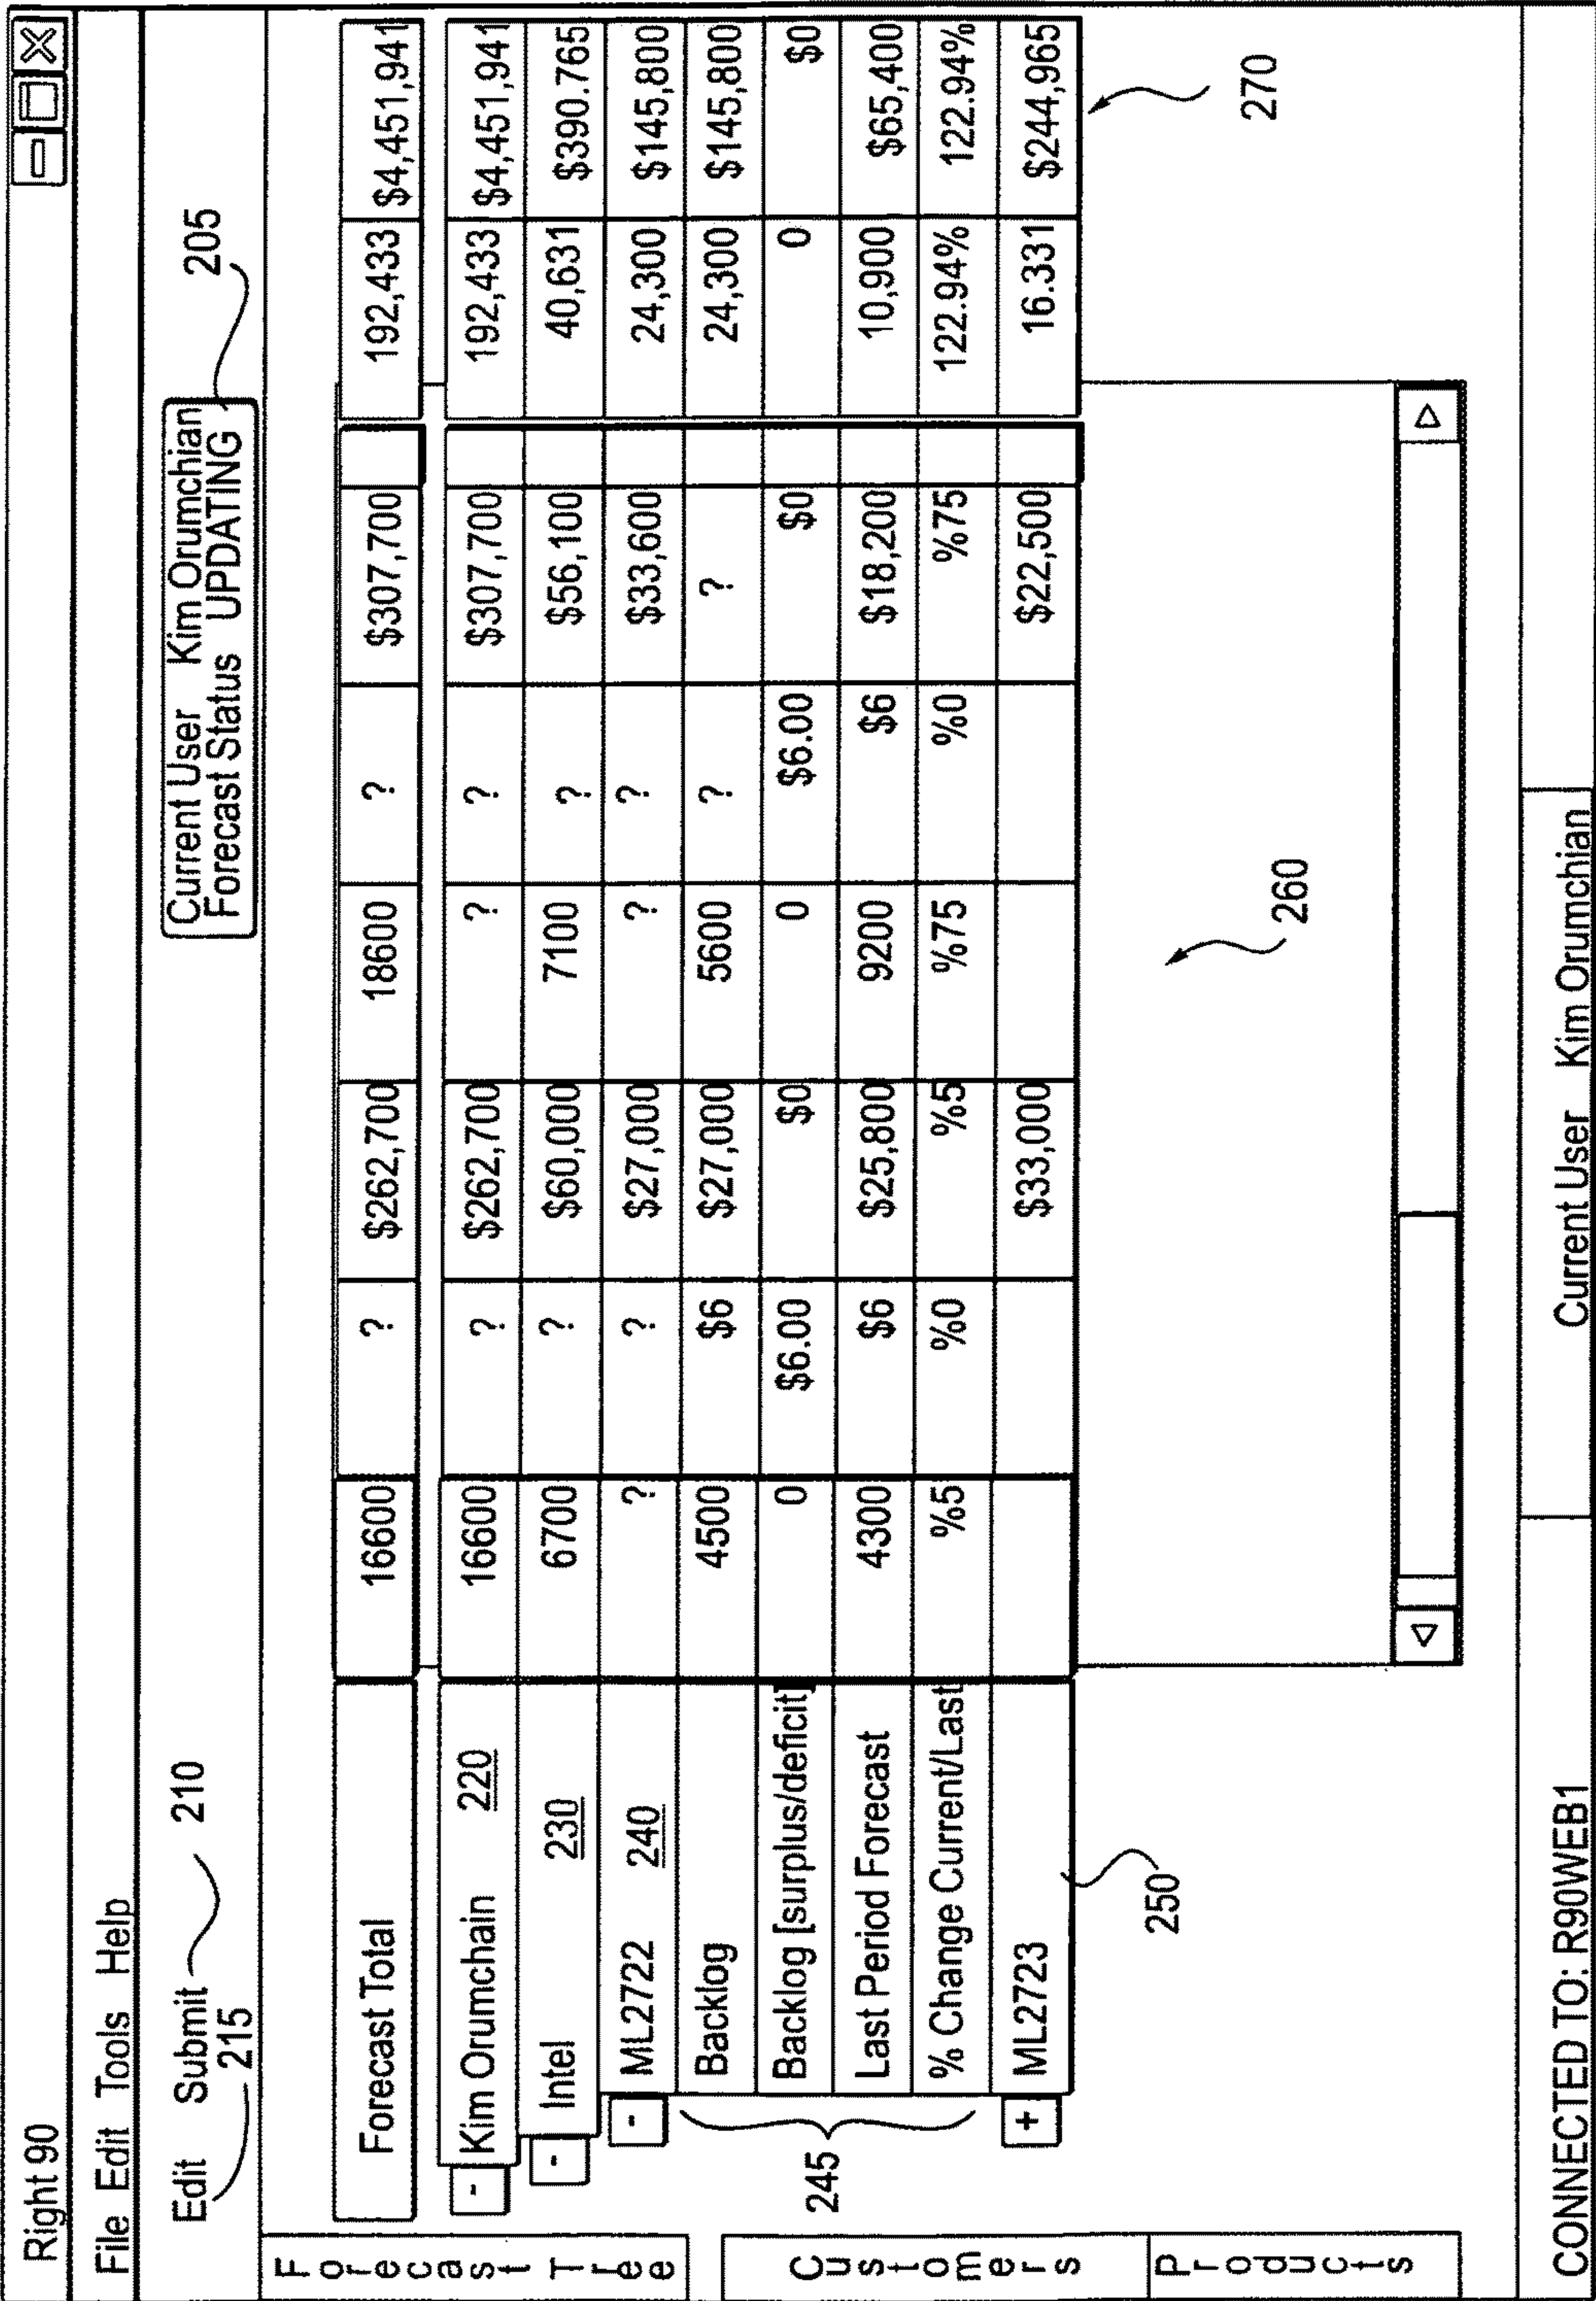 Right 90
File Edit Tools Help
Edit Submit 210
215
Current User Kim Orumchian
Forecast Status UPDATING
205
Forecast Tree
Customers
Products
Forecast Total 16600 ? $262,700 18600 ? $307,700 192,433 $4,451,941
- Kim Orumchain 220 16600 ? $262,700 ? ? $307,700 192,433 $4,451,941
- Intel 230 6700 ? $60,000 7100 ? $56,100 40,631 $390.765
- ML2722 240 ? ? $27,000 ? ? $33,600 24,300 $145,800
Backlog 4500 $6 $27,000 5600 ? ? 24,300 $145,800
Backlog [surplus/deficit] 0 $6.00 $0 0 $6.00 $0 0 $0
Last Period Forecast 4300 $6 $25,800 9200 $6 $18,200 10,900 $65,400
% Change Current/Last %5 %0 %5 %75 %0 %75 122.94% 122.94%
+ ML2723 $33,000 $22,500 16.331 $244,965
245
250
260
270
CONNECTED TO: R90WEB1
Current User Kim Orumchian